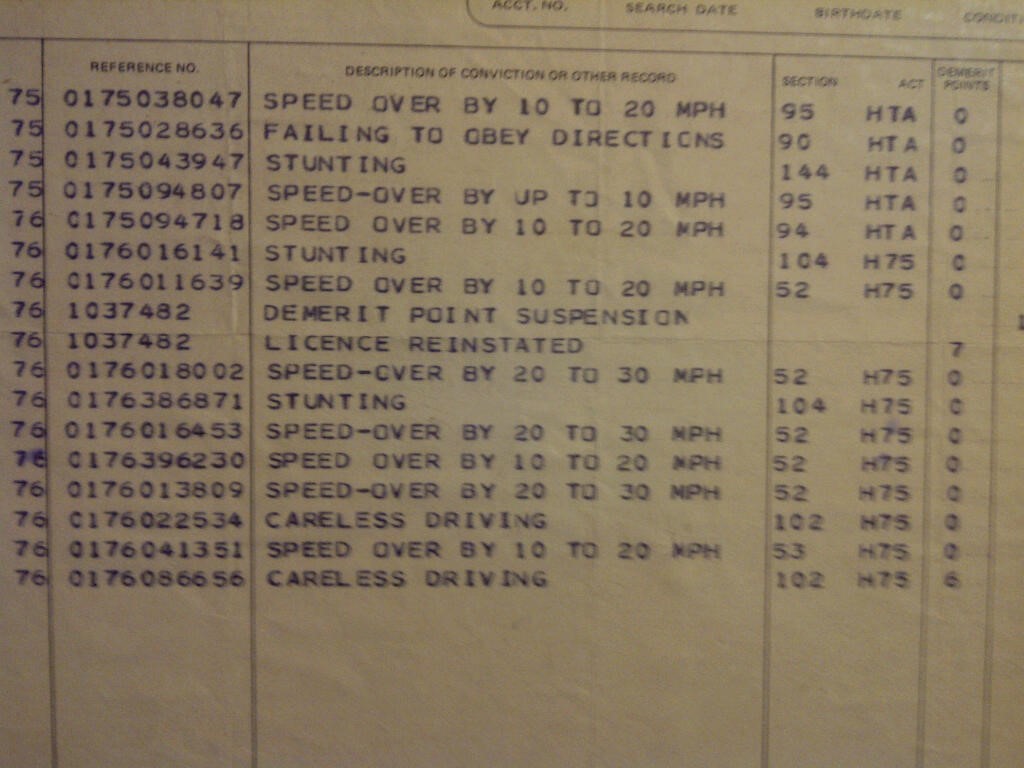 ACCT. NO. SEARCH DATE BIRTHDATE
REFERENCE NO. DESCRIPTION OF CONVICTION OR OTHER RECORD SECTION ACT DEMERIT POINTS
75 0175038047 SPEED OVER BY 10 TO 20 MPH 95 HTA 0
75 0175028636 FAILING TO OBEY DIRECTIONS 90 HTA 0
75 0175043947 STUNTING 144 HTA 0
75 0175094807 SPEED-OVER BY UP TO 10 MPH 95 HTA 0
76 0175094718 SPEED OVER BY 10 TO 20 MPH 94 HTA 0
76 0176016141 STUNTING 104 H75 0
76 0176011639 SPEED OVER BY 10 TO 20 MPH 52 H75 0
76 1037482 DEMERIT POINT SUSPENSION
76 1037482 LICENCE REINSTATED 7
76 0176018002 SPEED-OVER BY 20 TO 30 MPH 52 H75 0
76 0176386871 STUNTING 104 H75 0
76 0176016453 SPEED-OVER BY 20 TO 30 MPH 52 H75 0
76 0176396230 SPEED OVER BY 10 TO 20 MPH 52 H75 0
76 0176013809 SPEED-OVER BY 20 TO 30 MPH 52 H75 0
76 0176022534 CARELESS DRIVING 102 H75 0
76 0176041351 SPEED OVER BY 10 TO 20 MPH 53 H75 0
76 0176086656 CARELESS DRIVING 102 H75 6